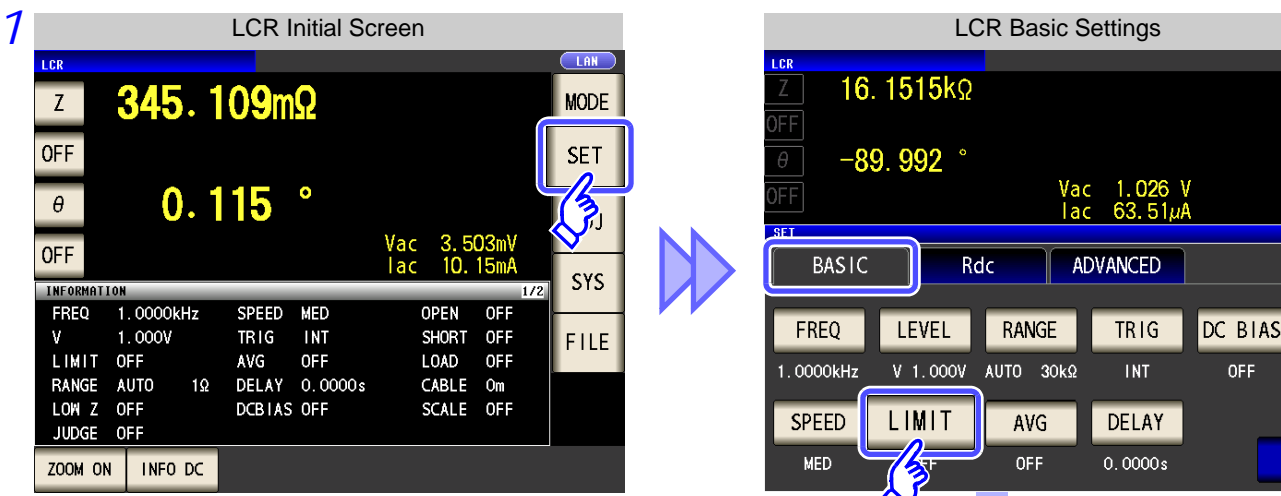 1
LCR Initial Screen
LCR
LAN
Z
345.109mΩ
MODE
OFF
SET
θ
0.115 °
OFF
Vac 3.503mV
Iac 10.15mA
SYS
FILE
INFORMATION 1/2
FREQ 1.0000kHz SPEED MED OPEN OFF
V 1.000V TRIG INT SHORT OFF
LIMIT OFF AVG OFF LOAD OFF
RANGE AUTO 1Ω DELAY 0.0000s CABLE 0m
LOW Z OFF DCBIAS OFF SCALE OFF
JUDGE OFF
ZOOM ON INFO DC
LCR Basic Settings
LCR
Z
16.1515kΩ
OFF
θ
-89.992 °
OFF
Vac 1.026 V
Iac 63.51μA
SET
BASIC Rdc ADVANCED
FREQ LEVEL RANGE TRIG DC BIAS
1.0000kHz V 1.000V AUTO 30kΩ INT OFF
SPEED LIMIT AVG DELAY
MED OFF 0.0000s